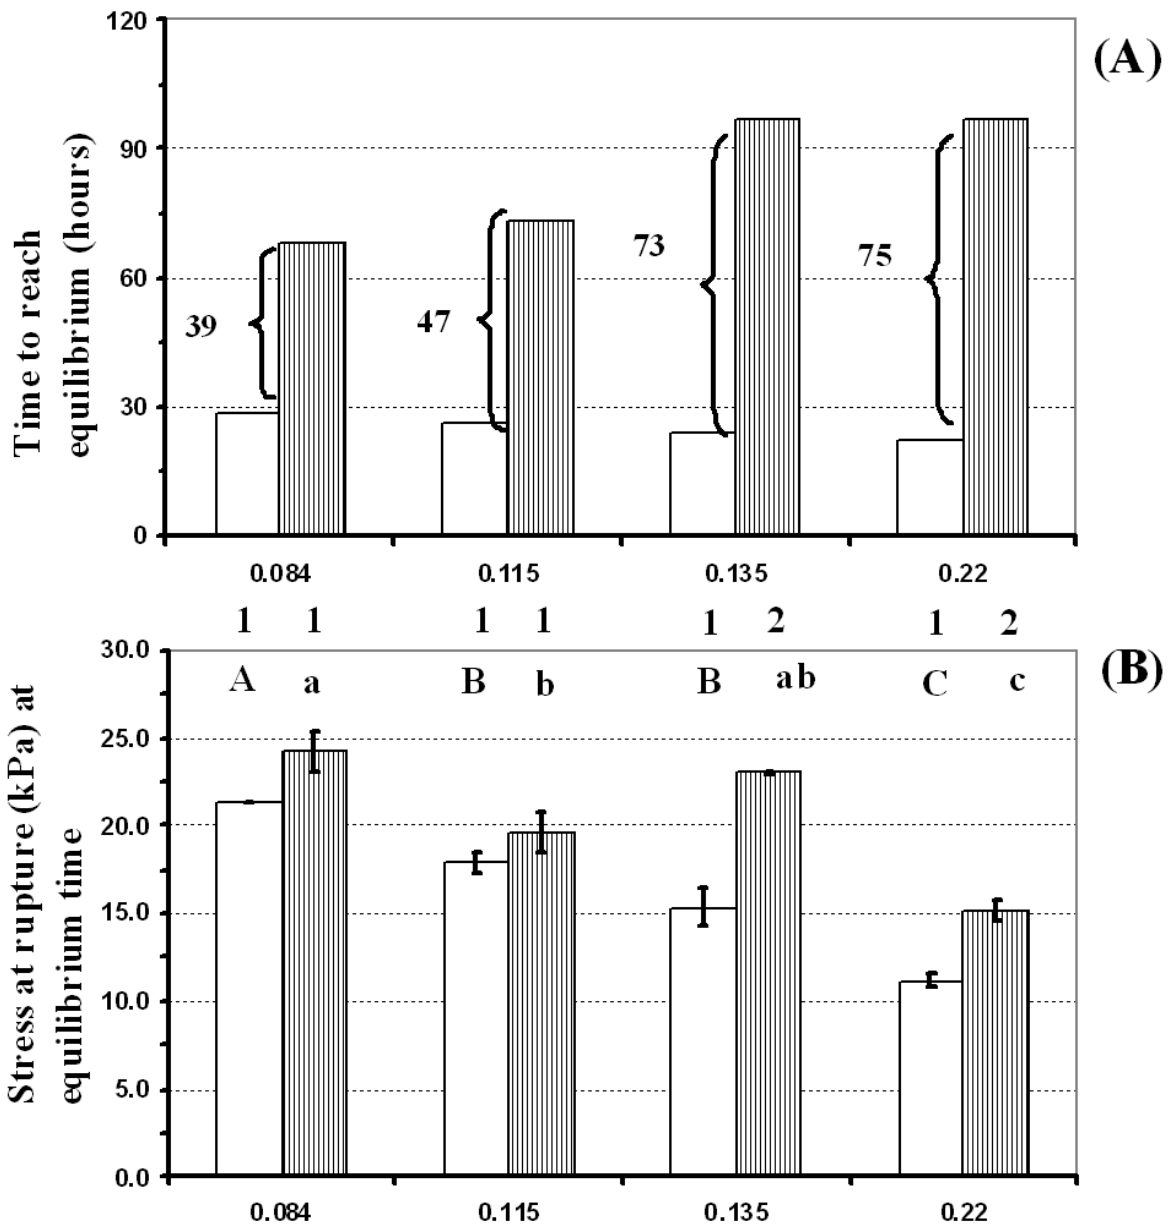 120
(A)
90
60
30
0
Time to reach
equilibrium (hours)
39
47
73
75
0.084 0.115 0.135 0.22
1 1 1 1 1 2 1 2
(B)
A a B b B ab C c
30.0
25.0
20.0
15.0
10.0
5.0
0.0
Stress at rupture (kPa) at
equilibrium time
0.084 0.115 0.135 0.22